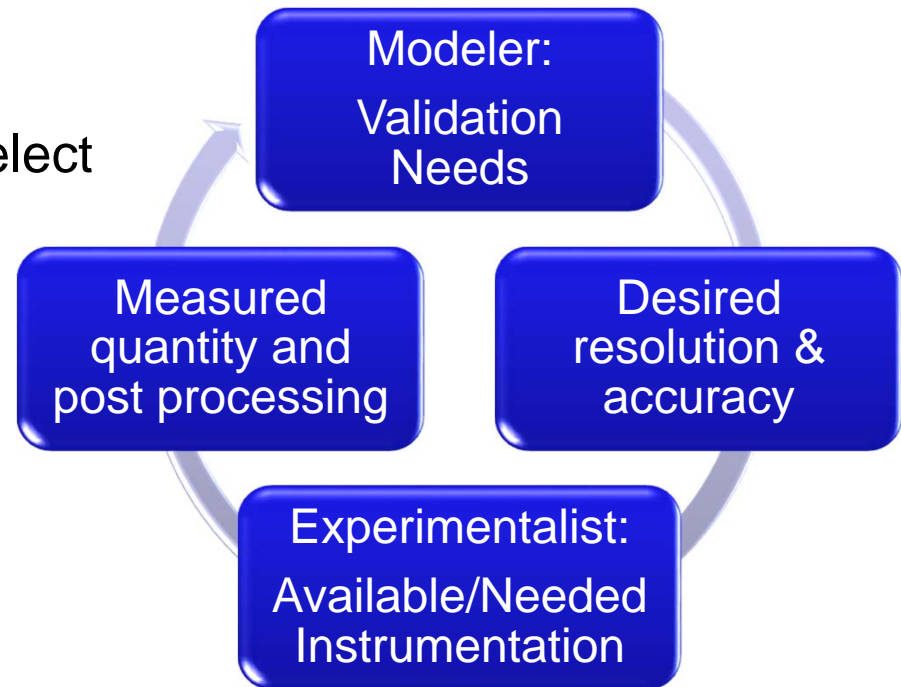 Modeler:
Validation
Needs
elect
Measured
quantity and
post processing
Desired
resolution &
accuracy
Experimentalist:
Available/Needed
Instrumentation